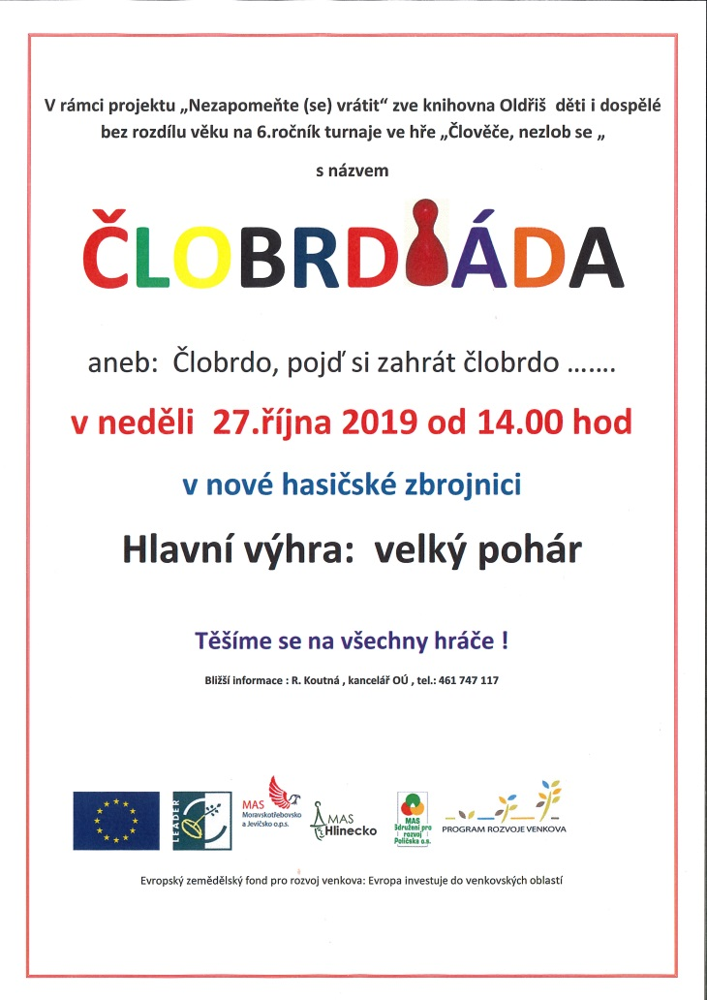 V rámci projektu „Nezapomeňte (se) vrátit“ zve knihovna Oldřiš děti i dospělé
bez rozdílu věku na 6.ročník turnaje ve hře „Člověče, nezlob se „
s názvem
ČLOBRDIÁDA
aneb: Člobrdo, pojď si zahrát člobrdo …….
v neděli 27.října 2019 od 14.00 hod
v nové hasičské zbrojnici
Hlavní výhra: velký pohár
Těšíme se na všechny hráče !
Bližší informace : R. Koutná , kancelář OÚ , tel.: 461 747 117
LEADER
MAS
Moravskotřebovsko
a Jevíčsko o.p.s.
MAS
Hlinecko
MAS
Sdružení pro
rozvoj
Poličska o.s.
PROGRAM ROZVOJE VENKOVA
Evropský zemědělský fond pro rozvoj venkova: Evropa investuje do venkovských oblastí